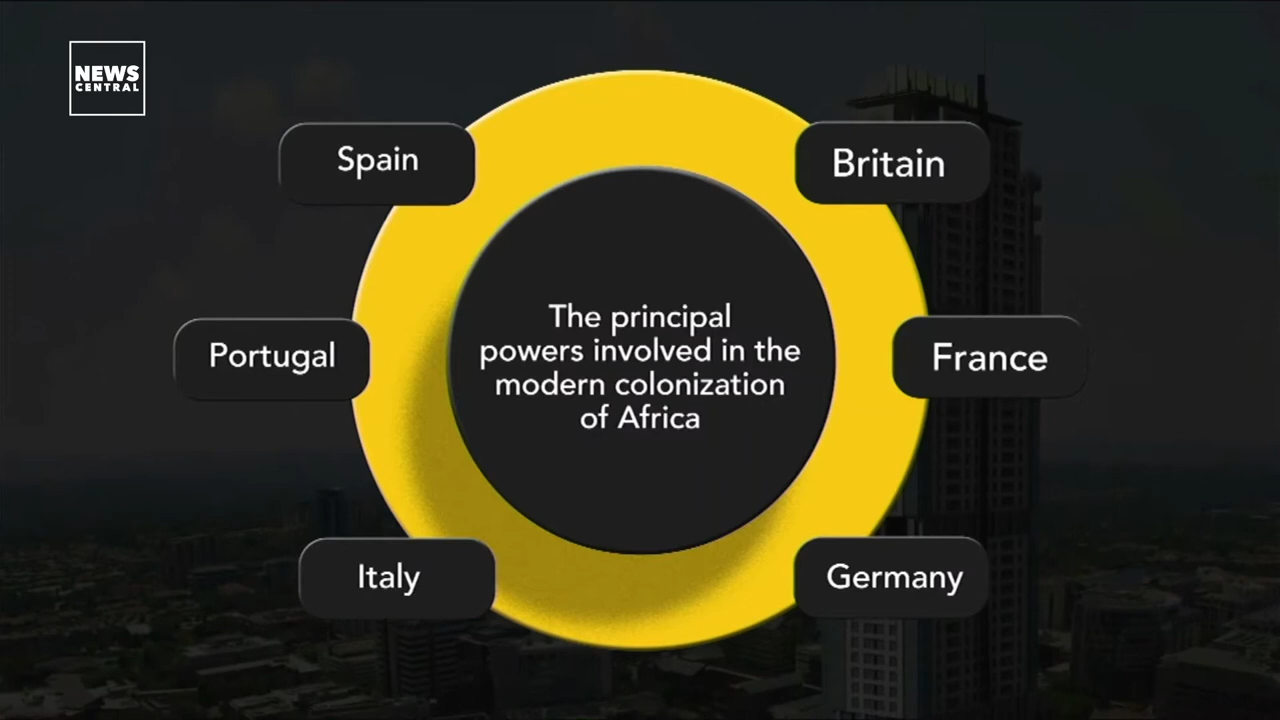 NEWS
CENTRAL
Spain
Britain
Portugal
The principal
powers involved in the
modern colonization
of Africa
France
Italy
Germany